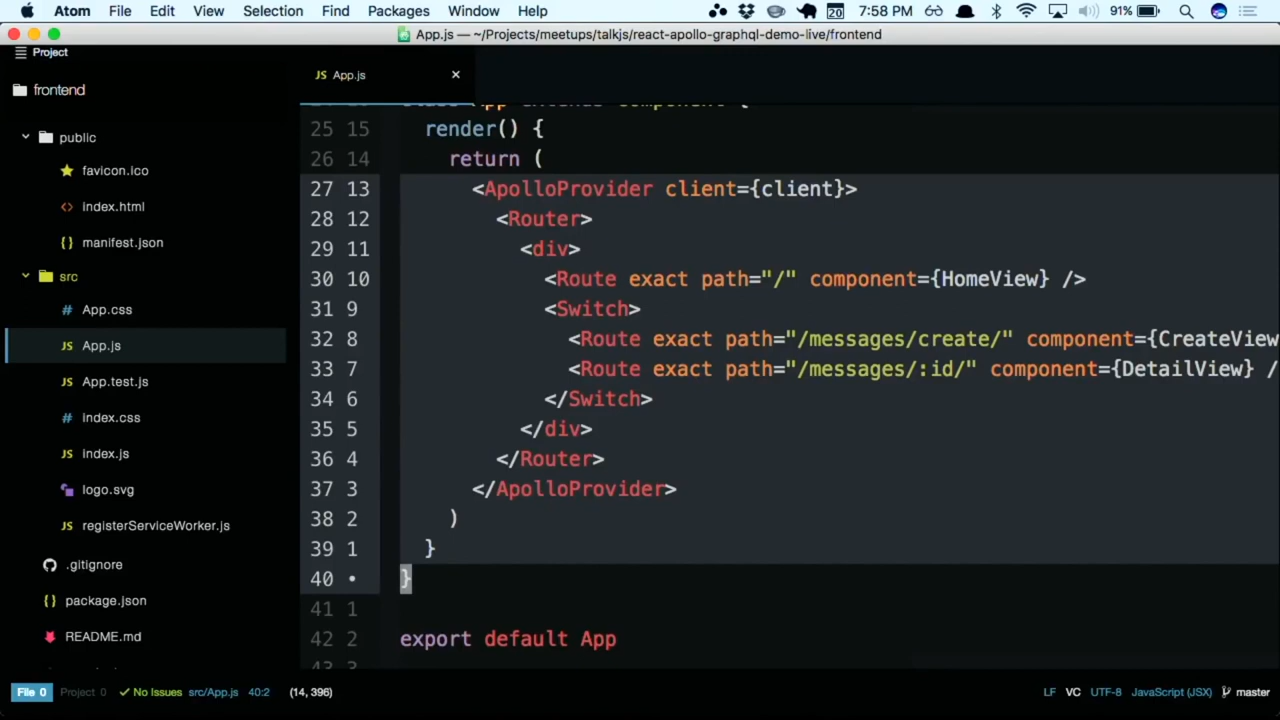 Atom File Edit View Selection Find Packages Window Help 20 7:58 PM 91%
App.js — ~/Projects/meetups/talkjs/react-apollo-graphql-demo-live/frontend
Project
frontend
public
favicon.ico
index.html
manifest.json
src
App.css
App.js
App.test.js
index.css
index.js
logo.svg
registerServiceWorker.js
.gitignore
package.json
README.md
JS App.js ×
25 15 render() {
26 14 return (
27 13 <ApolloProvider client={client}>
28 12 <Router>
29 11 <div>
30 10 <Route exact path="/" component={HomeView} />
31 9 <Switch>
32 8 <Route exact path="/messages/create/" component={CreateView
33 7 <Route exact path="/messages/:id/" component={DetailView} /
34 6 </Switch>
35 5 </div>
36 4 </Router>
37 3 </ApolloProvider>
38 2 )
39 1 }
40 • }
41 1
42 2 export default App
43 3
File 0 Project 0 No Issues src/App.js 40:2 (14, 396) LF VC UTF-8 JavaScript (JSX) master